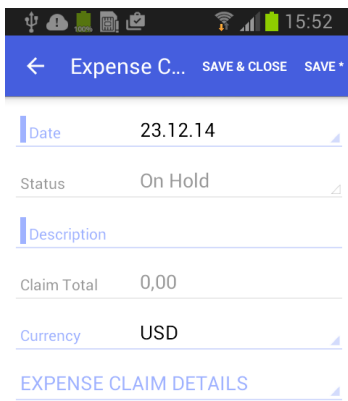 15:52
Expense C... SAVE & CLOSE SAVE *
Date 23.12.14
Status On Hold
Description
Claim Total 0,00
Currency USD
EXPENSE CLAIM DETAILS